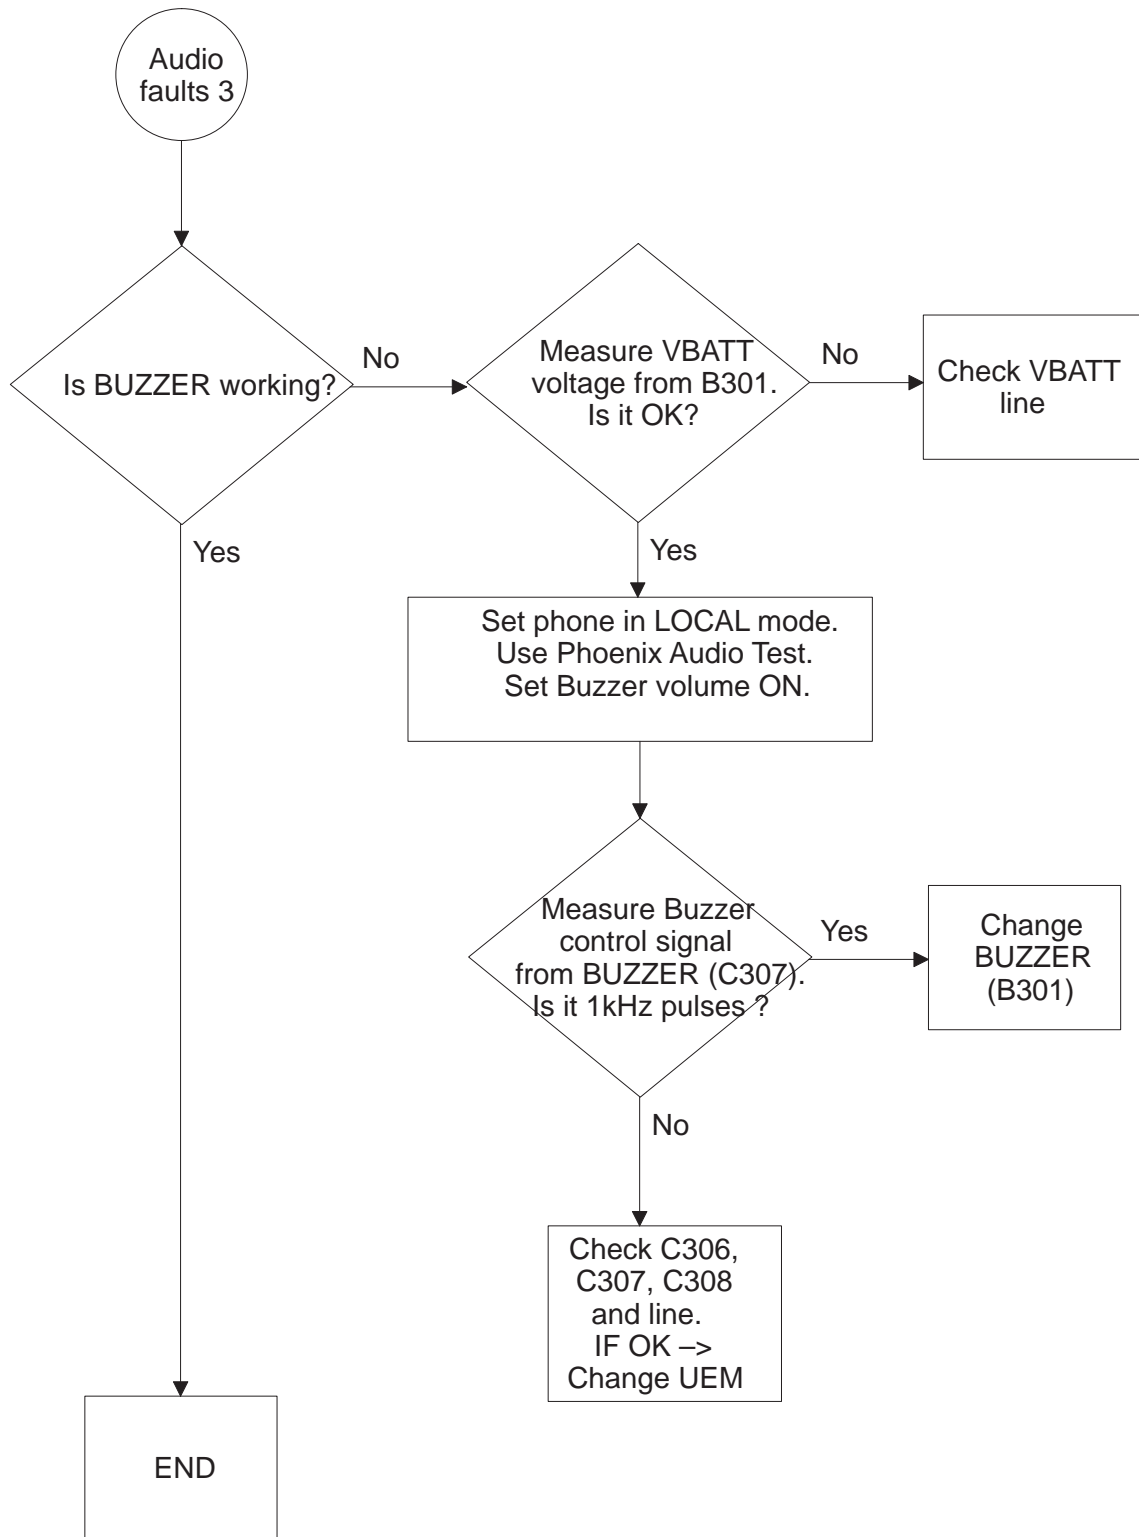 Audio
faults 3
Is BUZZER working?
No
Measure VBATT
voltage from B301.
Is it OK?
No
Check VBATT
line
Yes
Yes
Set phone in LOCAL mode.
Use Phoenix Audio Test.
Set Buzzer volume ON.
Measure Buzzer
control signal
from BUZZER (C307).
Is it 1kHz pulses ?
Yes
Change
BUZZER
(B301)
No
Check C306,
C307, C308
and line.
IF OK –>
Change UEM
END